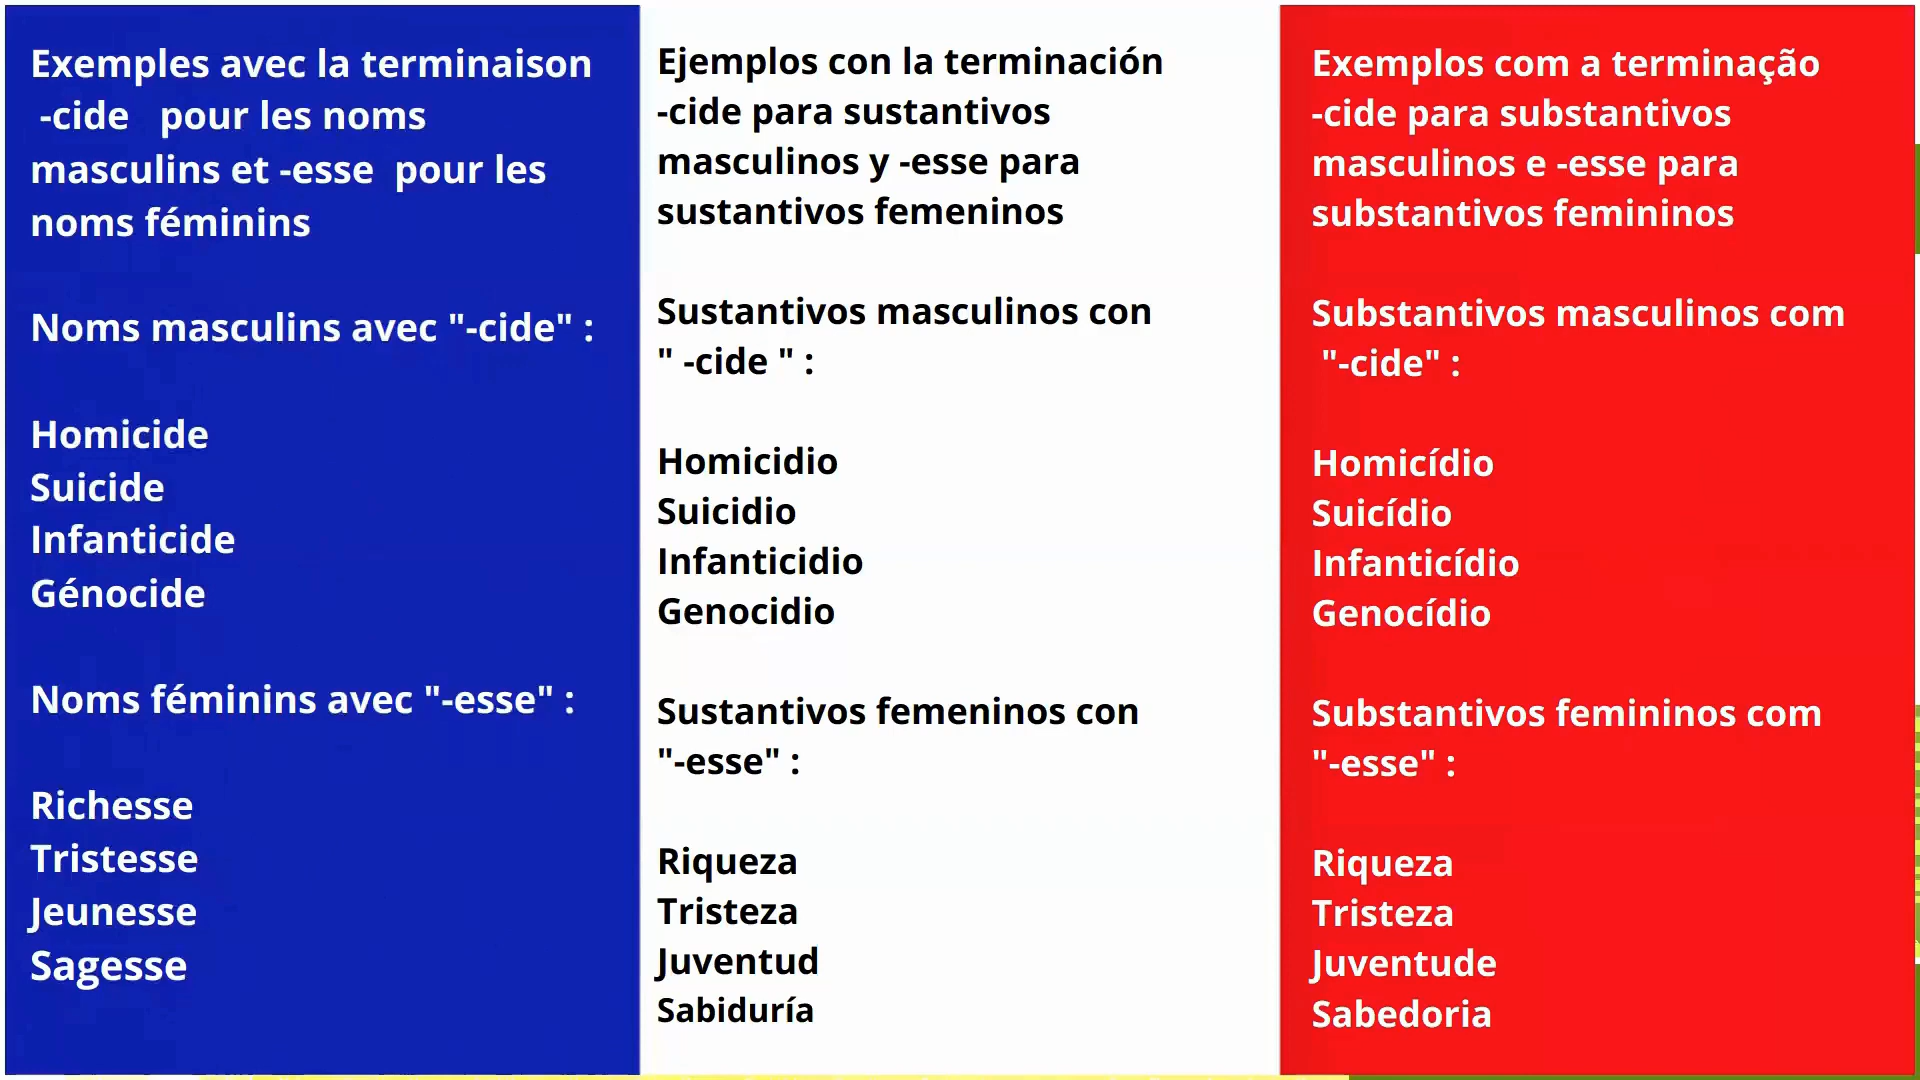 Exemples avec la terminaison
-cide pour les noms
masculins et -esse pour les
noms féminins
Noms masculins avec "-cide" :
Homicide
Suicide
Infanticide
Génocide
Noms féminins avec "-esse" :
Richesse
Tristesse
Jeunesse
Sagesse
Ejemplos con la terminación
-cide para sustantivos
masculinos y -esse para
sustantivos femeninos
Sustantivos masculinos con
" -cide " :
Homicidio
Suicidio
Infanticidio
Genocidio
Sustantivos femeninos con
"-esse" :
Riqueza
Tristeza
Juventud
Sabiduría
Exemplos com a terminação
-cide para substantivos
masculinos e -esse para
substantivos femininos
Substantivos masculinos com
"-cide" :
Homicídio
Suicídio
Infanticídio
Genocídio
Substantivos femininos com
"-esse" :
Riqueza
Tristeza
Juventude
Sabedoria